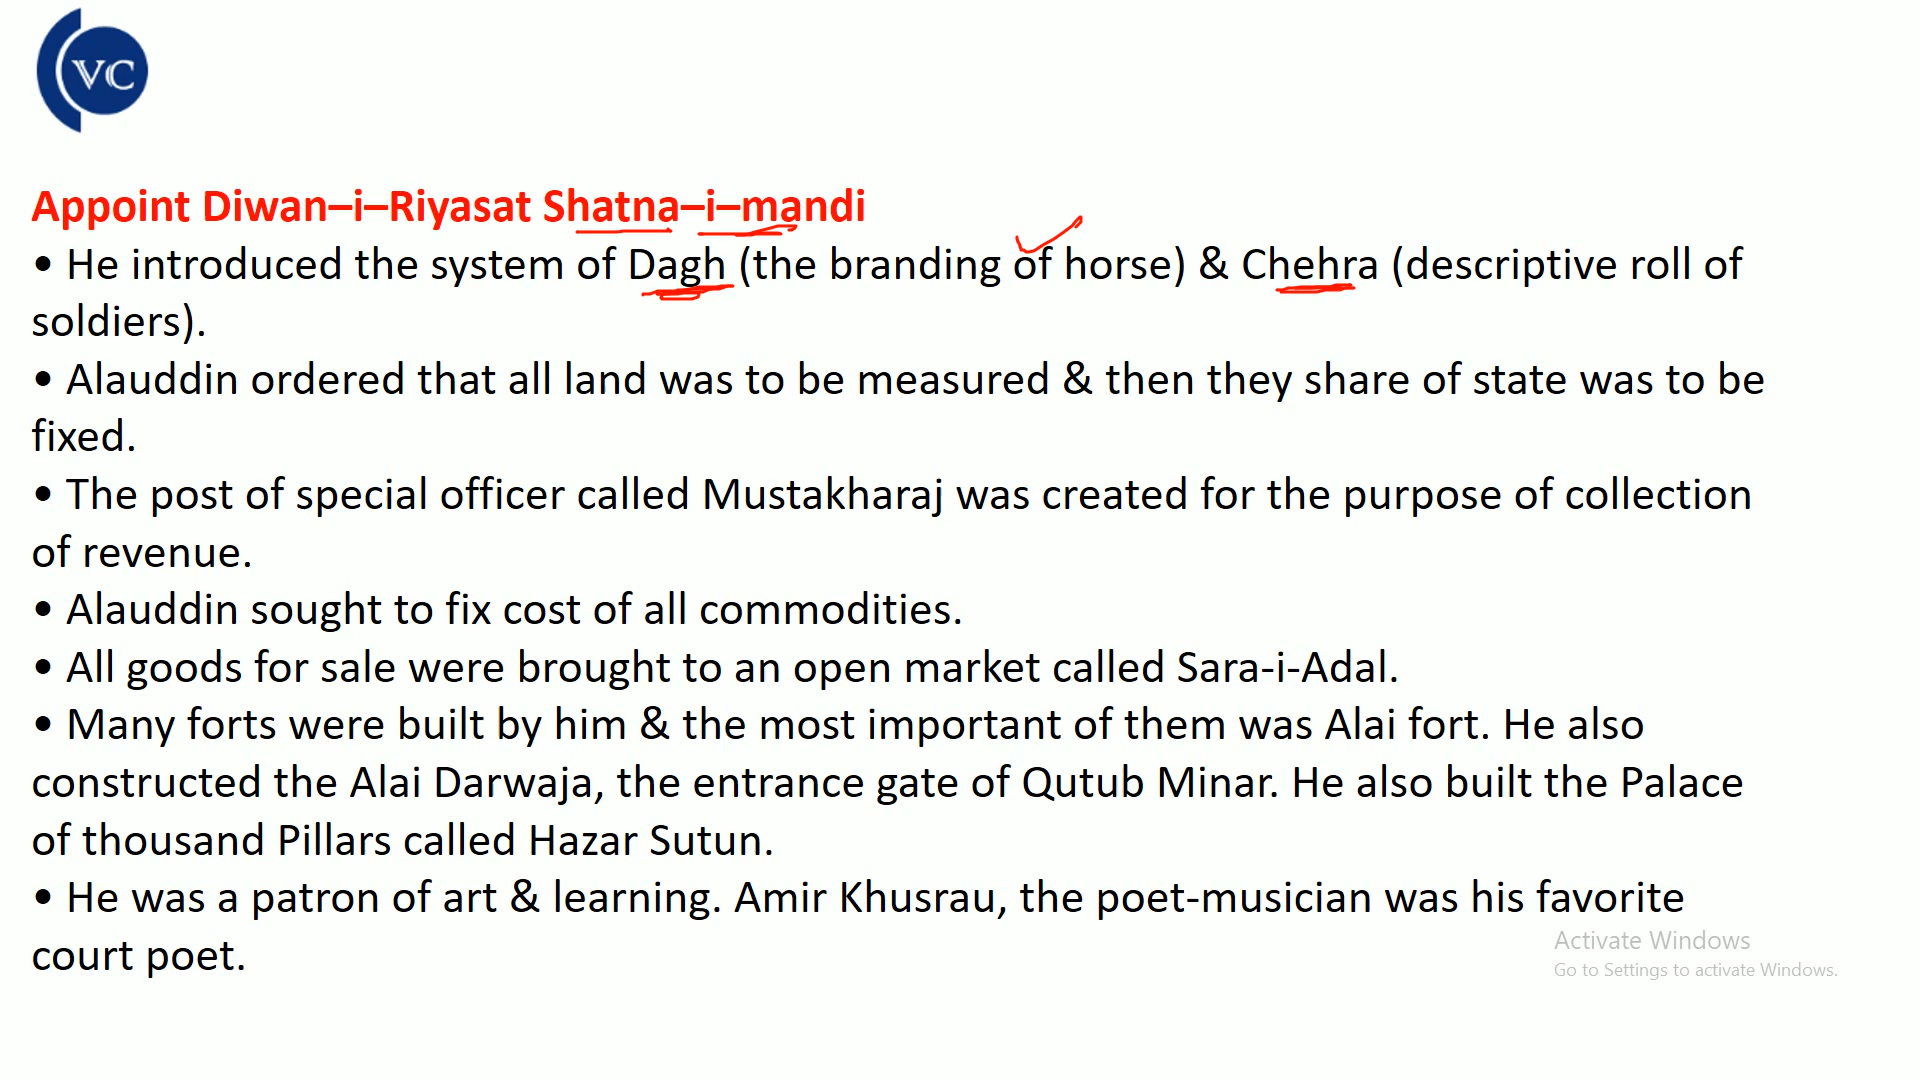 VC
Appoint Diwan–i–Riyasat Shatna–i–mandi
• He introduced the system of Dagh (the branding of horse) & Chehra (descriptive roll of
soldiers).
• Alauddin ordered that all land was to be measured & then they share of state was to be
fixed.
• The post of special officer called Mustakharaj was created for the purpose of collection
of revenue.
• Alauddin sought to fix cost of all commodities.
• All goods for sale were brought to an open market called Sara-i-Adal.
• Many forts were built by him & the most important of them was Alai fort. He also
constructed the Alai Darwaja, the entrance gate of Qutub Minar. He also built the Palace
of thousand Pillars called Hazar Sutun.
• He was a patron of art & learning. Amir Khusrau, the poet-musician was his favorite
court poet.
Activate Windows
Go to Settings to activate Windows.